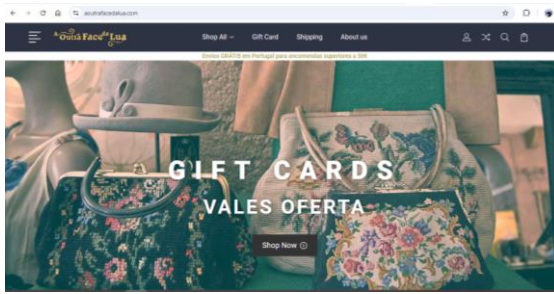 aoutrafacedalua.com
A Outra Face da Lua
Shop All Gift Card Shipping About us
Envios GRÁTIS em Portugal para encomendas superiores a 50€
GIFT CARDS
VALES OFERTA
Shop Now